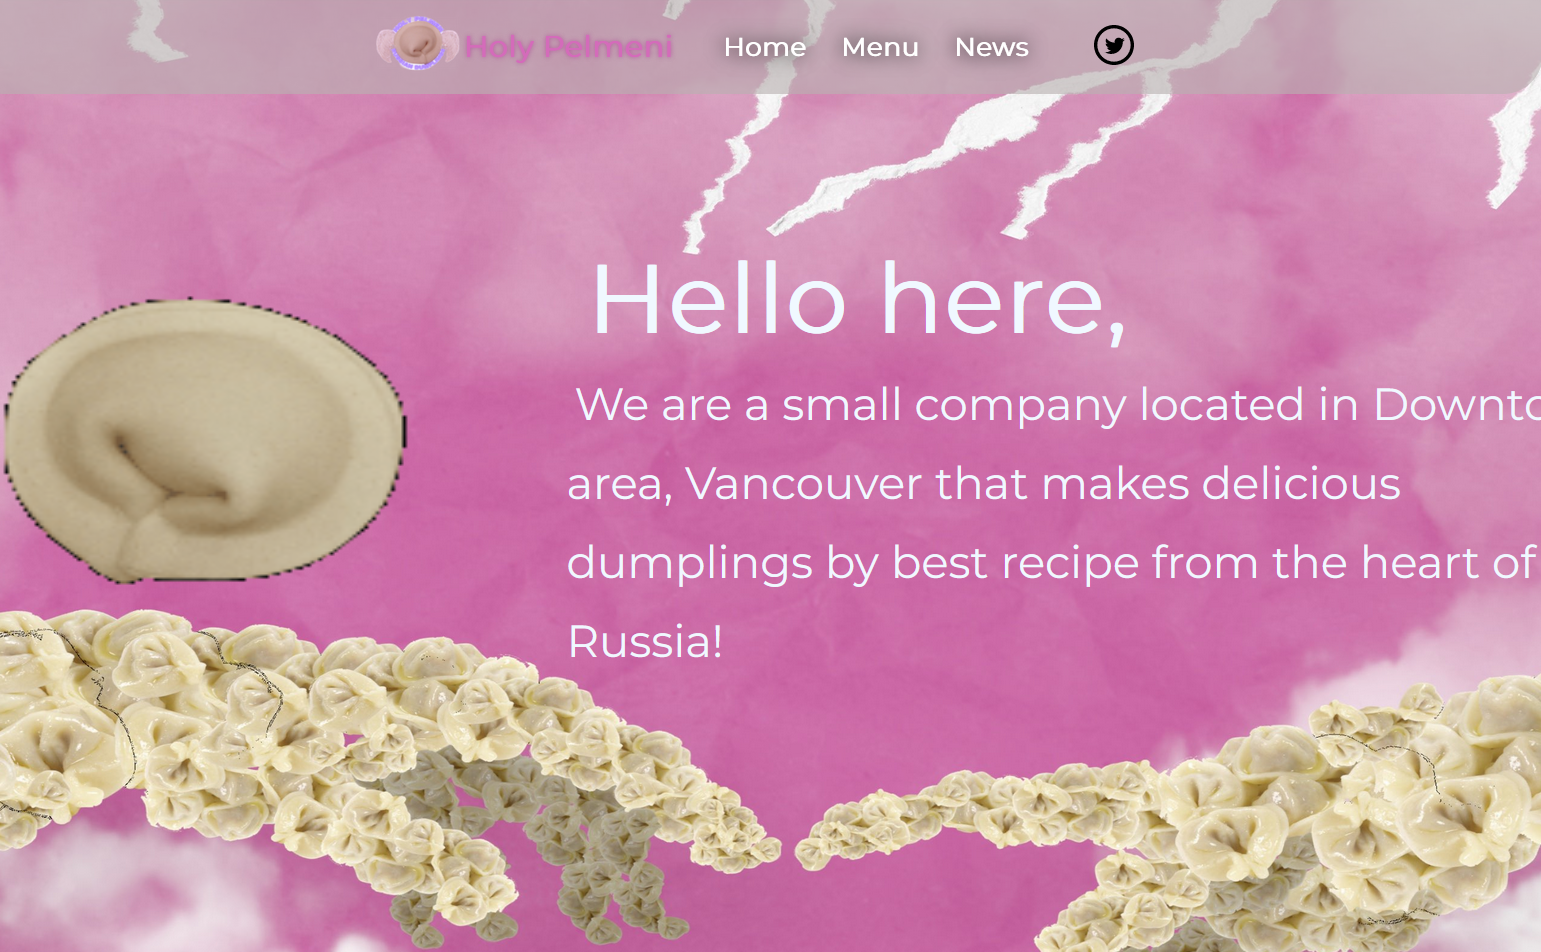 Holy Pelmeni
Home
Menu
News
Hello here,
We are a small company located in Downto
area, Vancouver that makes delicious
dumplings by best recipe from the heart of
Russia!